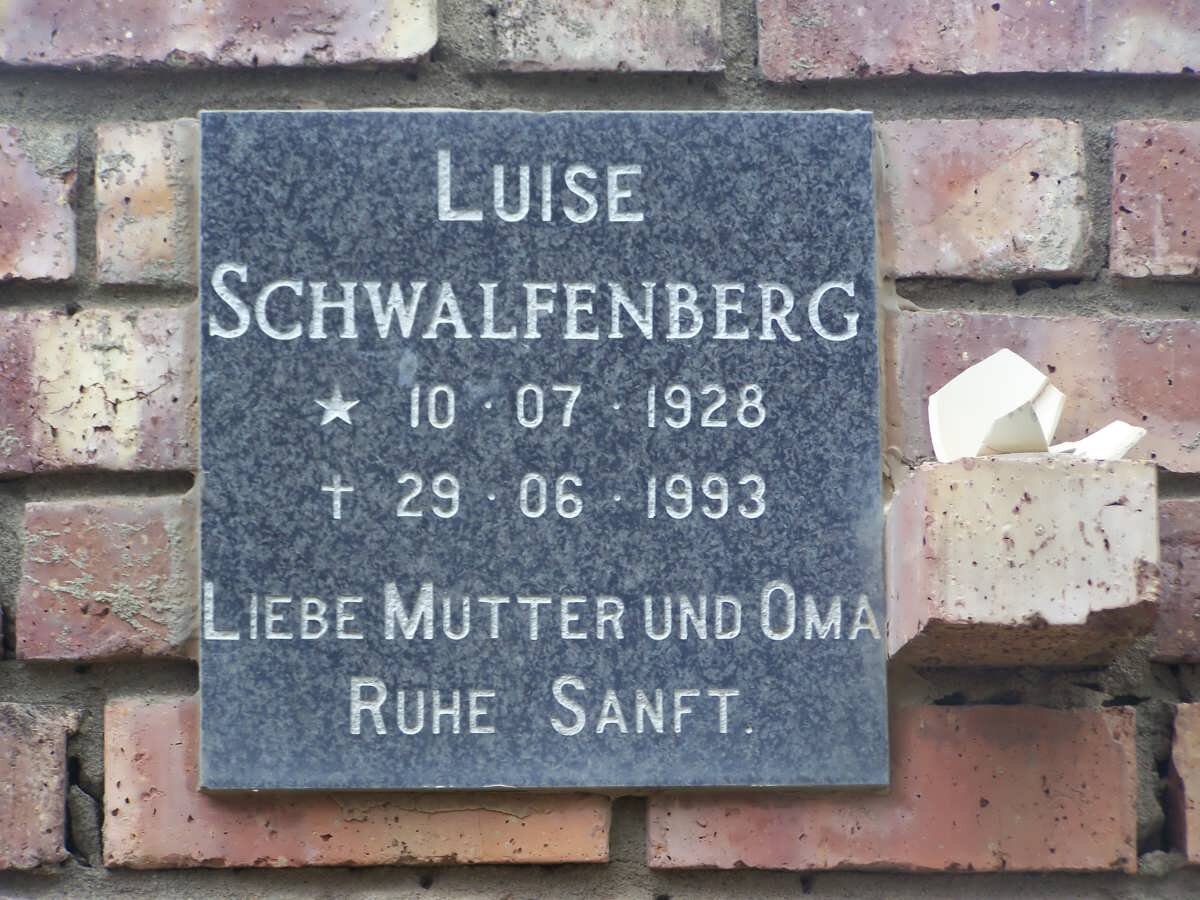 LUISE
SCHWALFENBERG
★ 10 · 07 · 1928
† 29 · 06 · 1993
LIEBE MUTTER UND OMA
RUHE SANFT.